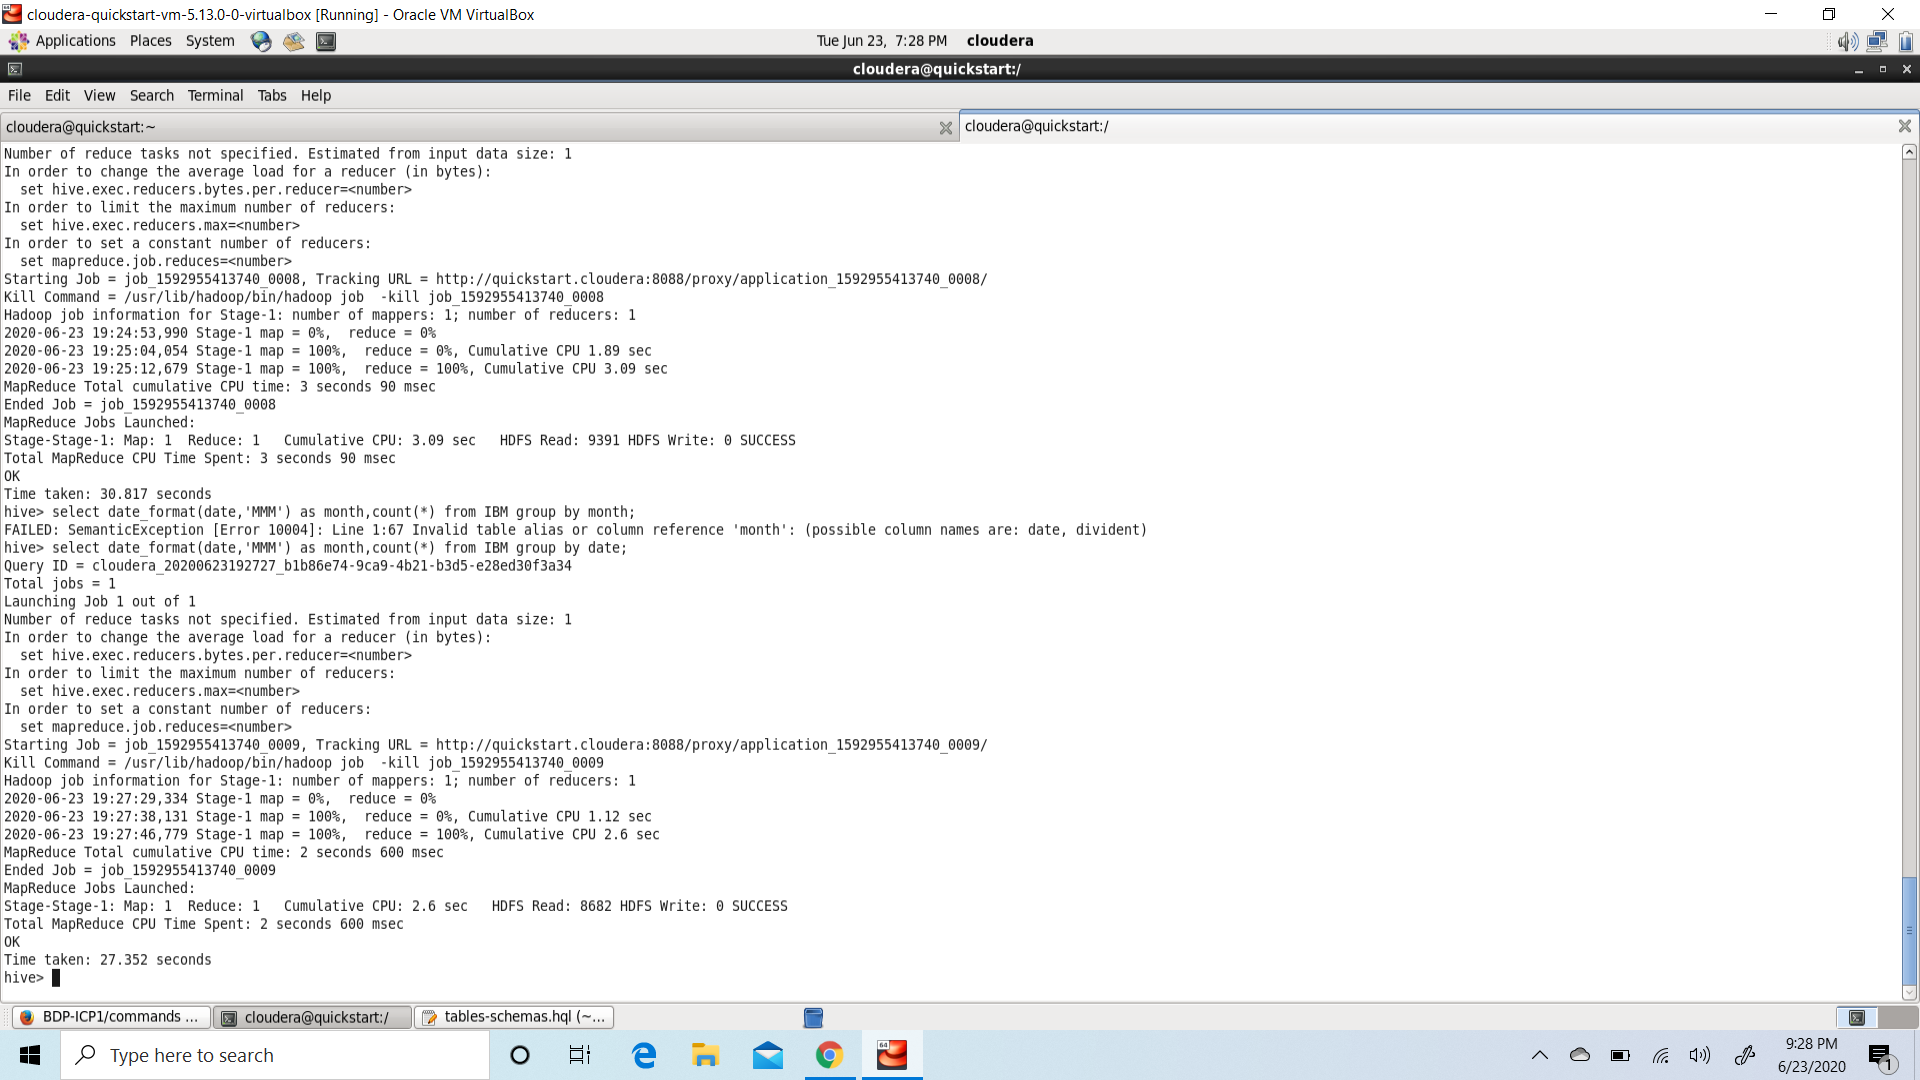 cloudera-quickstart-vm-5.13.0-0-virtualbox [Running] - Oracle VM VirtualBox
Applications Places System Tue Jun 23, 7:28 PM cloudera
cloudera@quickstart:/
File Edit View Search Terminal Tabs Help
cloudera@quickstart:~ cloudera@quickstart:/
Number of reduce tasks not specified. Estimated from input data size: 1
In order to change the average load for a reducer (in bytes):
  set hive.exec.reducers.bytes.per.reducer=<number>
In order to limit the maximum number of reducers:
  set hive.exec.reducers.max=<number>
In order to set a constant number of reducers:
  set mapreduce.job.reduces=<number>
Starting Job = job_1592955413740_0008, Tracking URL = http://quickstart.cloudera:8088/proxy/application_1592955413740_0008/
Kill Command = /usr/lib/hadoop/bin/hadoop job  -kill job_1592955413740_0008
Hadoop job information for Stage-1: number of mappers: 1; number of reducers: 1
2020-06-23 19:24:53,990 Stage-1 map = 0%,  reduce = 0%
2020-06-23 19:25:04,054 Stage-1 map = 100%,  reduce = 0%, Cumulative CPU 1.89 sec
2020-06-23 19:25:12,679 Stage-1 map = 100%,  reduce = 100%, Cumulative CPU 3.09 sec
MapReduce Total cumulative CPU time: 3 seconds 90 msec
Ended Job = job_1592955413740_0008
MapReduce Jobs Launched:
Stage-Stage-1: Map: 1  Reduce: 1   Cumulative CPU: 3.09 sec   HDFS Read: 9391 HDFS Write: 0 SUCCESS
Total MapReduce CPU Time Spent: 3 seconds 90 msec
OK
Time taken: 30.817 seconds
hive> select date_format(date,'MMM') as month,count(*) from IBM group by month;
FAILED: SemanticException [Error 10004]: Line 1:67 Invalid table alias or column reference 'month': (possible column names are: date, divident)
hive> select date_format(date,'MMM') as month,count(*) from IBM group by date;
Query ID = cloudera_20200623192727_b1b86e74-9ca9-4b21-b3d5-e28ed30f3a34
Total jobs = 1
Launching Job 1 out of 1
Number of reduce tasks not specified. Estimated from input data size: 1
In order to change the average load for a reducer (in bytes):
  set hive.exec.reducers.bytes.per.reducer=<number>
In order to limit the maximum number of reducers:
  set hive.exec.reducers.max=<number>
In order to set a constant number of reducers:
  set mapreduce.job.reduces=<number>
Starting Job = job_1592955413740_0009, Tracking URL = http://quickstart.cloudera:8088/proxy/application_1592955413740_0009/
Kill Command = /usr/lib/hadoop/bin/hadoop job  -kill job_1592955413740_0009
Hadoop job information for Stage-1: number of mappers: 1; number of reducers: 1
2020-06-23 19:27:29,334 Stage-1 map = 0%,  reduce = 0%
2020-06-23 19:27:38,131 Stage-1 map = 100%,  reduce = 0%, Cumulative CPU 1.12 sec
2020-06-23 19:27:46,779 Stage-1 map = 100%,  reduce = 100%, Cumulative CPU 2.6 sec
MapReduce Total cumulative CPU time: 2 seconds 600 msec
Ended Job = job_1592955413740_0009
MapReduce Jobs Launched:
Stage-Stage-1: Map: 1  Reduce: 1   Cumulative CPU: 2.6 sec   HDFS Read: 8682 HDFS Write: 0 SUCCESS
Total MapReduce CPU Time Spent: 2 seconds 600 msec
OK
Time taken: 27.352 seconds
hive>
BDP-ICP1/commands ... cloudera@quickstart:/ tables-schemas.hql (~...
Type here to search
9:28 PM
6/23/2020
1
64